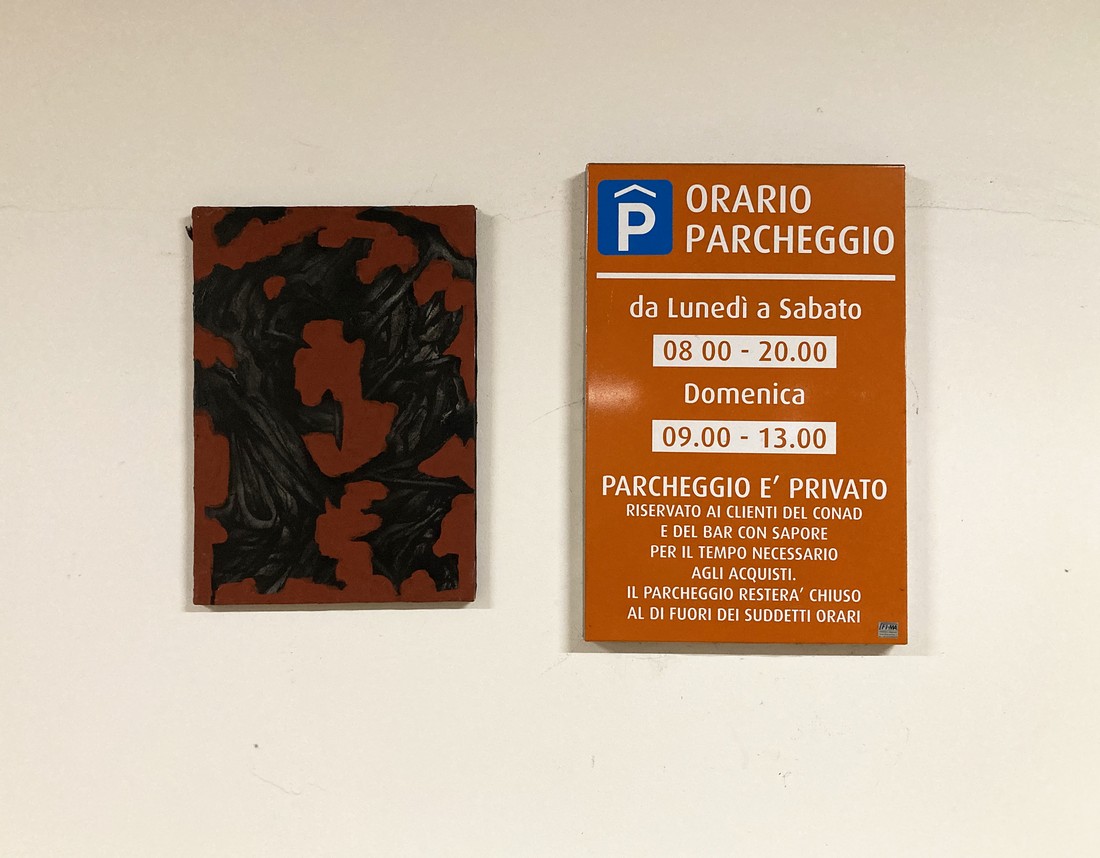 P
ORARIO
PARCHEGGIO
da Lunedì a Sabato
08 00 - 20.00
Domenica
09.00 - 13.00
PARCHEGGIO E' PRIVATO
RISERVATO AI CLIENTI DEL CONAD
E DEL BAR CON SAPORE
PER IL TEMPO NECESSARIO
AGLI ACQUISTI.
IL PARCHEGGIO RESTERA' CHIUSO
AL DI FUORI DEI SUDDETTI ORARI